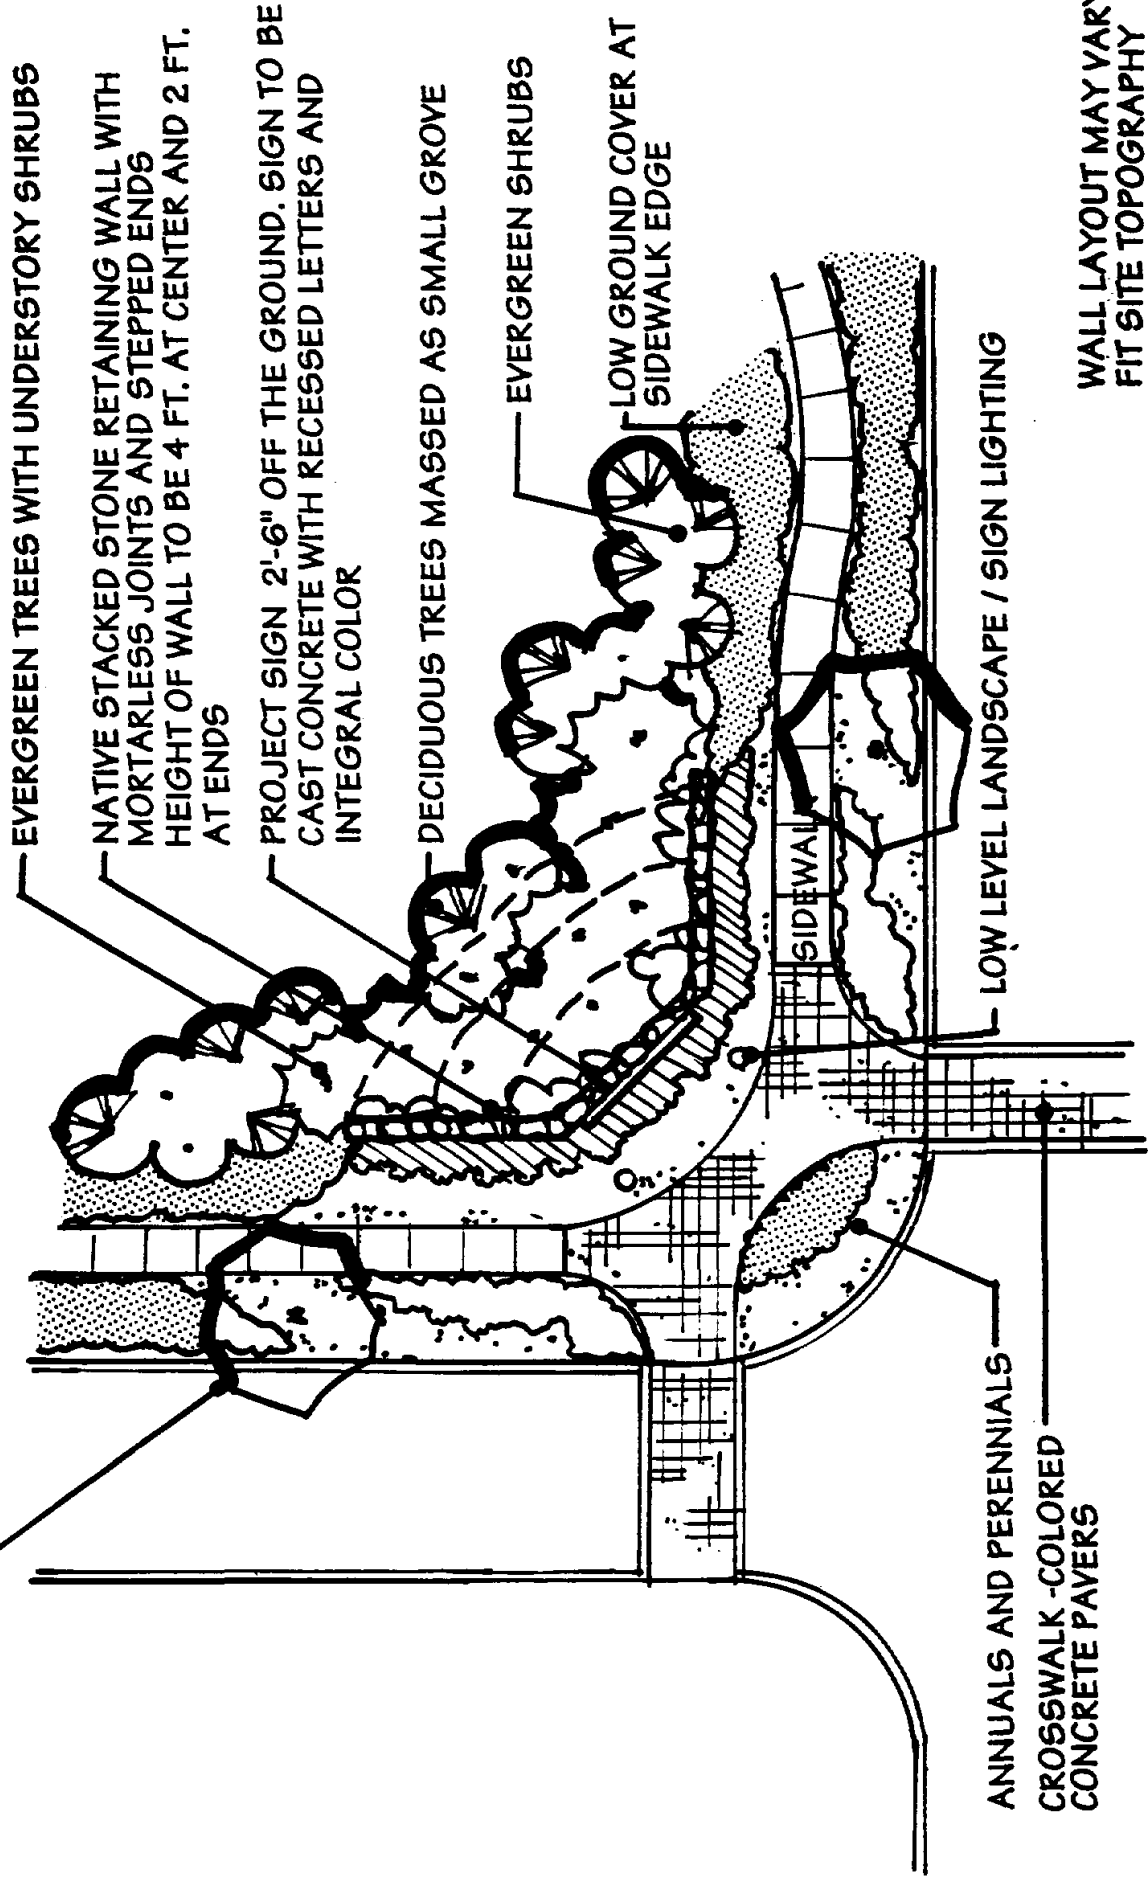 EVERGREEN TREES WITH UNDERSTORY SHRUBS
NATIVE STACKED STONE RETAINING WALL WITH
MORTARLESS JOINTS AND STEPPED ENDS
HEIGHT OF WALL TO BE 4 FT. AT CENTER AND 2 FT.
AT ENDS
PROJECT SIGN 2'-6" OFF THE GROUND. SIGN TO BE
CAST CONCRETE WITH RECESSED LETTERS AND
INTEGRAL COLOR
DECIDUOUS TREES MASSED AS SMALL GROVE
EVERGREEN SHRUBS
LOW GROUND COVER AT
SIDEWALK EDGE
SIDEWAL
LOW LEVEL LANDSCAPE / SIGN LIGHTING
ANNUALS AND PERENNIALS
CROSSWALK -COLORED
CONCRETE PAVERS
WALL LAYOUT MAY VARY
FIT SITE TOPOGRAPHY